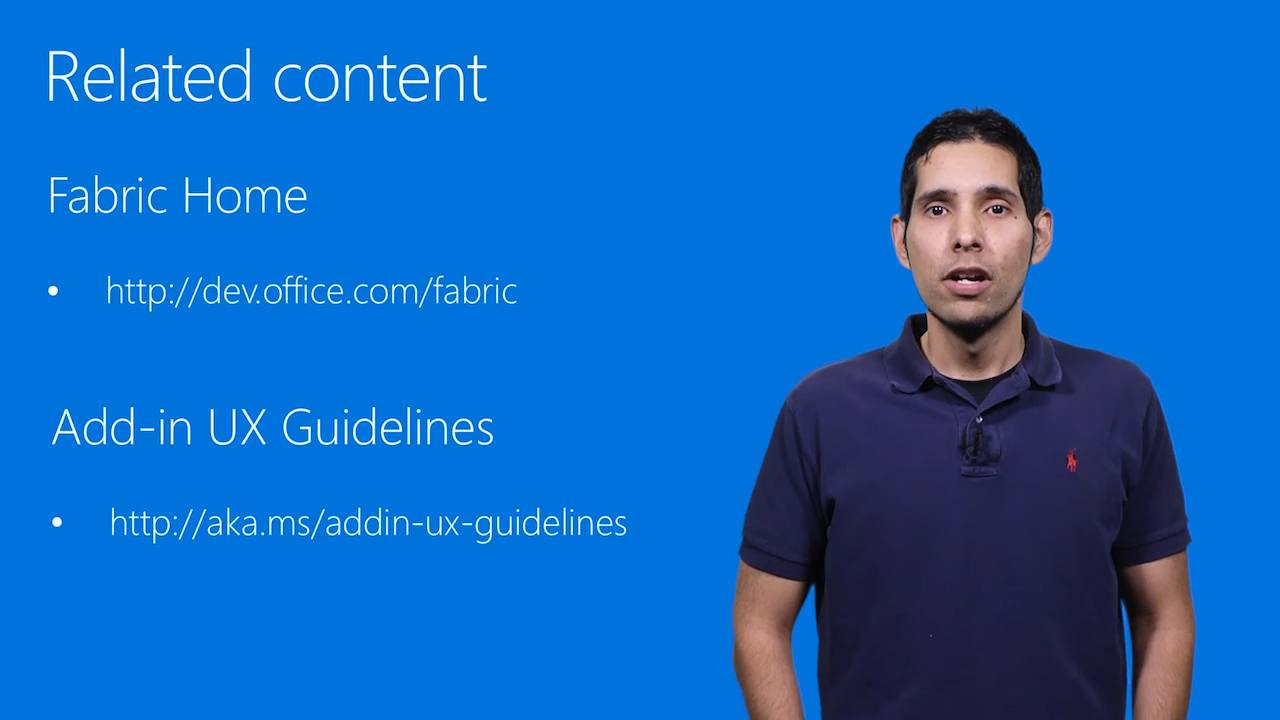 Related content
Fabric Home
• http://dev.office.com/fabric
Add-in UX Guidelines
• http://aka.ms/addin-ux-guidelines